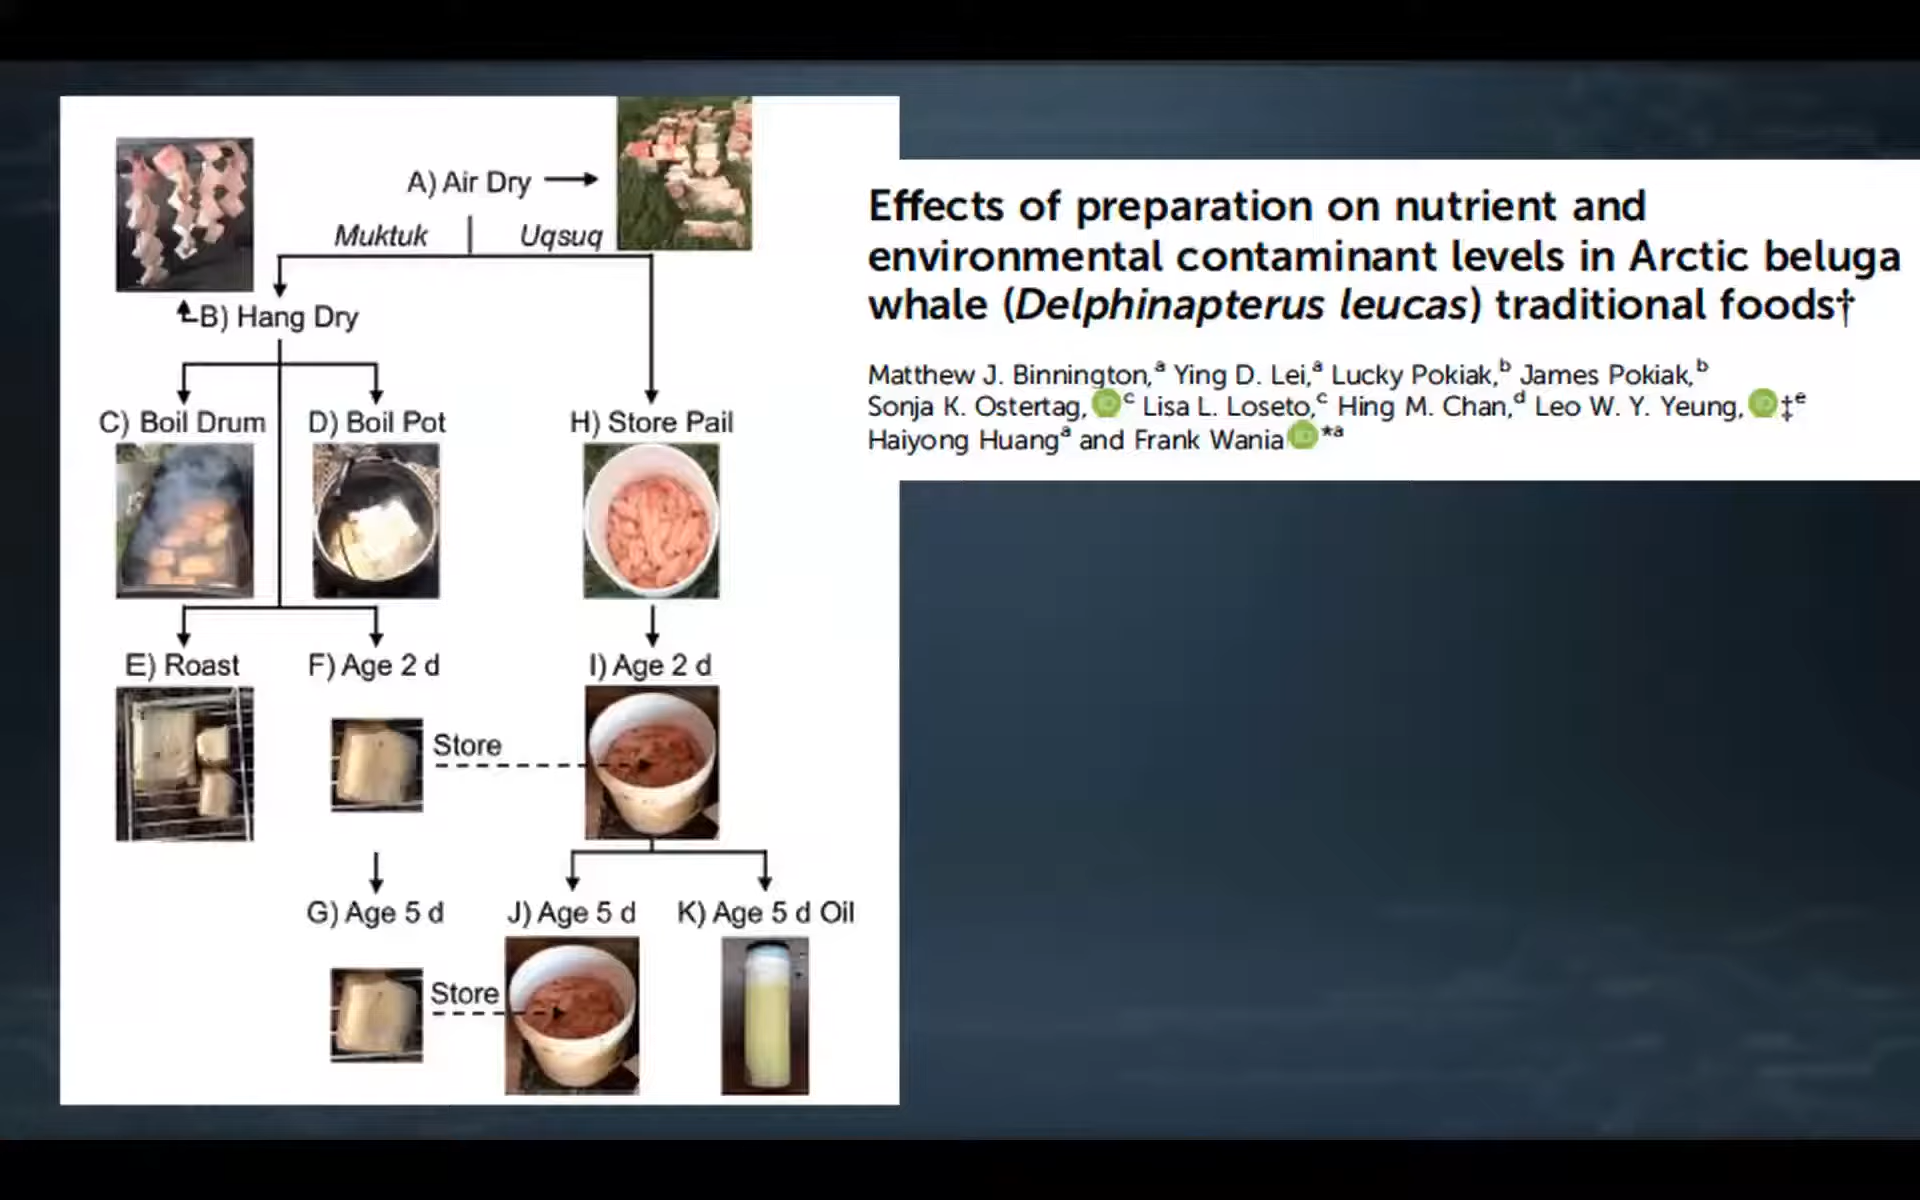 A) Air Dry
Muktuk
Uqsuq
B) Hang Dry
C) Boil Drum
D) Boil Pot
H) Store Pail
E) Roast
F) Age 2 d
I) Age 2 d
Store
G) Age 5 d
J) Age 5 d
K) Age 5 d Oil
Store
Effects of preparation on nutrient and
environmental contaminant levels in Arctic beluga
whale (Delphinapterus leucas) traditional foods†
Matthew J. Binnington,ᵃ Ying D. Lei,ᵃ Lucky Pokiak,ᵇ James Pokiak,ᵇ
Sonja K. Ostertag, iD ᶜ Lisa L. Loseto,ᶜ Hing M. Chan,ᵈ Leo W. Y. Yeung, iD ‡ᵉ
Haiyong Huangᵃ and Frank Wania iD *ᵃ